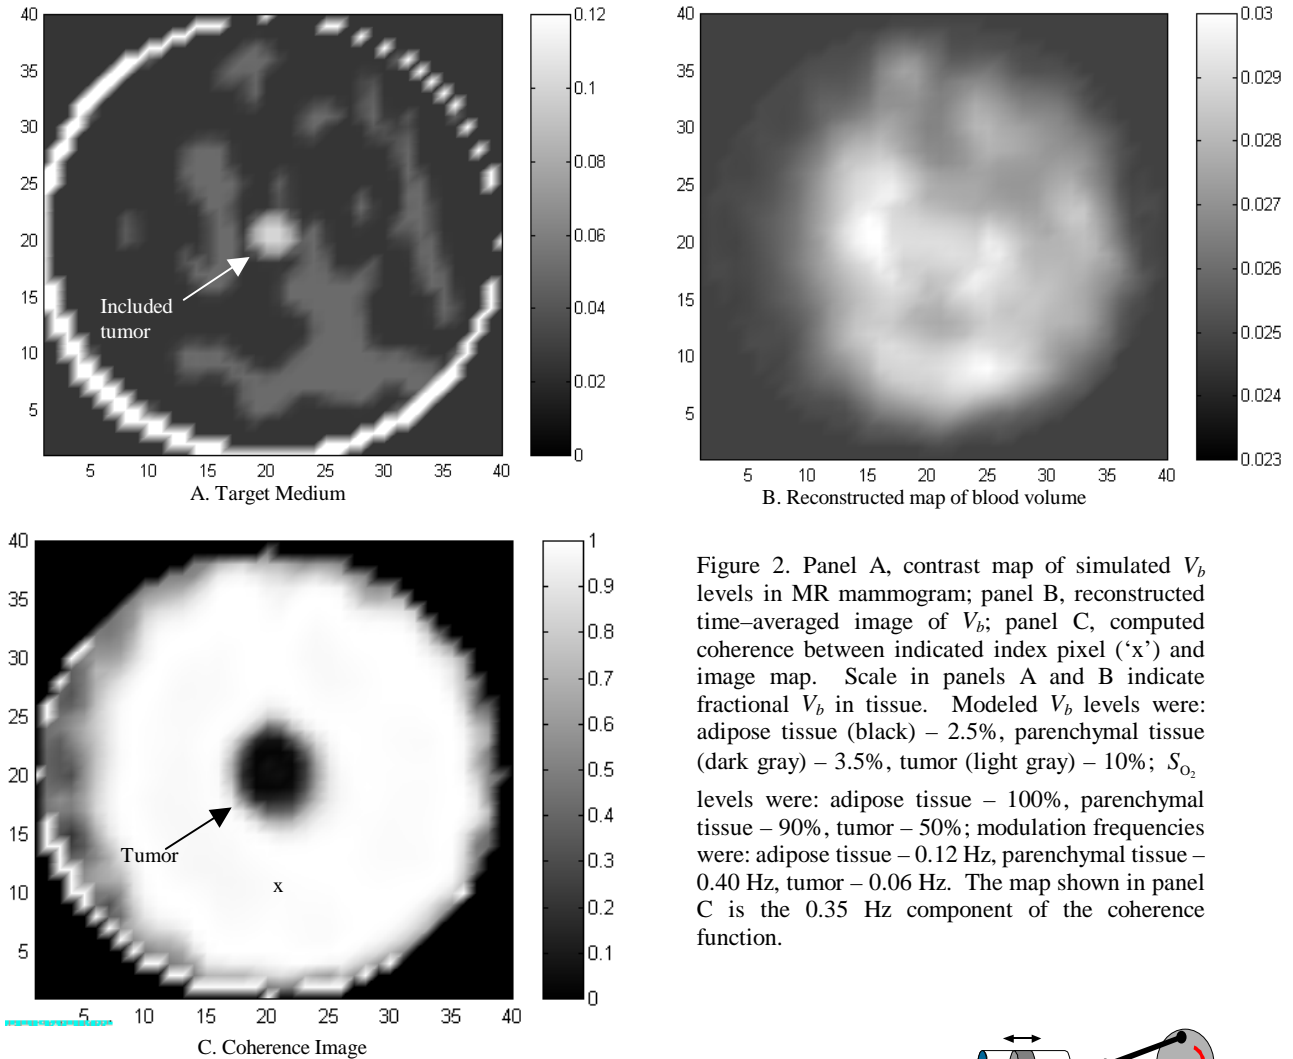 40
35
30
25
20
15
10
5
5 10 15 20 25 30 35 40
0.12
0.1
0.08
0.06
0.04
0.02
0
Included
tumor
A. Target Medium
40
35
30
25
20
15
10
5
5 10 15 20 25 30 35 40
0.03
0.029
0.028
0.027
0.026
0.025
0.024
0.023
B. Reconstructed map of blood volume
40
35
30
25
20
15
10
5
5 10 15 20 25 30 35 40
1
0.9
0.8
0.7
0.6
0.5
0.4
0.3
0.2
0.1
0
Tumor
x
C. Coherence Image
Figure 2. Panel A, contrast map of simulated V_b
levels in MR mammogram; panel B, reconstructed
time–averaged image of V_b; panel C, computed
coherence between indicated index pixel (‘x’) and
image map. Scale in panels A and B indicate
fractional V_b in tissue. Modeled V_b levels were:
adipose tissue (black) – 2.5%, parenchymal tissue
(dark gray) – 3.5%, tumor (light gray) – 10%; S_O₂
levels were: adipose tissue – 100%, parenchymal
tissue – 90%, tumor – 50%; modulation frequencies
were: adipose tissue – 0.12 Hz, parenchymal tissue –
0.40 Hz, tumor – 0.06 Hz. The map shown in panel
C is the 0.35 Hz component of the coherence
function.